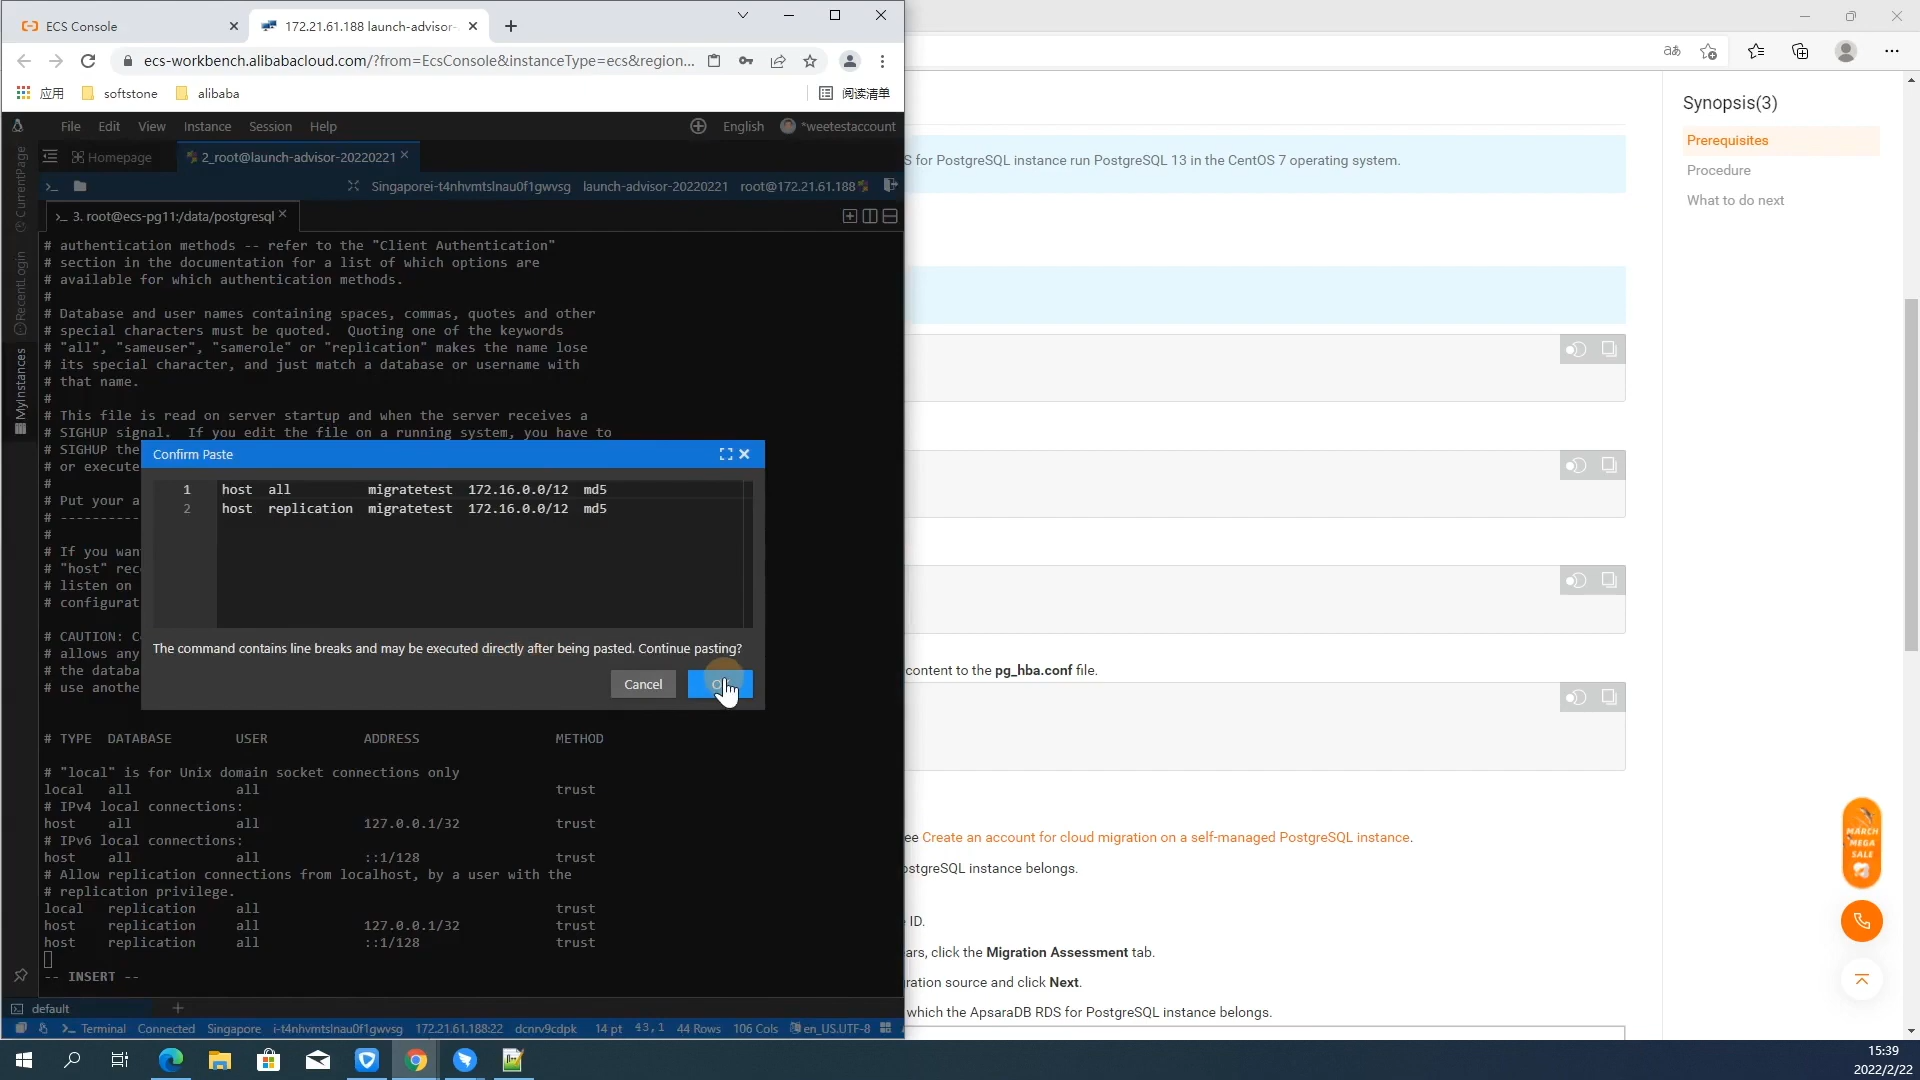 ECS Console
172.21.61.188 launch-advisor-
ecs-workbench.alibabacloud.com/?from=EcsConsole&instanceType=ecs&region...
应用
softstone
alibaba
阅读清单
File Edit View Instance Session Help
English
*weetestaccount
Homepage
2_root@launch-advisor-20220221
Singaporei-t4nhvmtslnau0f1gwvsg launch-advisor-20220221 root@172.21.61.188
CurrentPage
RecentLogin
MyInstances
3. root@ecs-pg11:/data/postgresql
# authentication methods -- refer to the "Client Authentication"
# section in the documentation for a list of which options are
# available for which authentication methods.
#
# Database and user names containing spaces, commas, quotes and other
# special characters must be quoted. Quoting one of the keywords
# "all", "sameuser", "samerole" or "replication" makes the name lose
# its special character, and just match a database or username with
# that name.
#
# This file is read on server startup and when the server receives a
# SIGHUP signal. If you edit the file on a running system, you have to
# SIGHUP the
# or execute
#
# Put your a
# ----------
#
# If you wan
# "host" rec
# listen on
# configurat
# CAUTION: C
# allows any
# the databa
# use anothe
Confirm Paste
1 host all migratetest 172.16.0.0/12 md5
2 host replication migratetest 172.16.0.0/12 md5
The command contains line breaks and may be executed directly after being pasted. Continue pasting?
Cancel
# TYPE DATABASE USER ADDRESS METHOD
# "local" is for Unix domain socket connections only
local all all trust
# IPv4 local connections:
host all all 127.0.0.1/32 trust
# IPv6 local connections:
host all all ::1/128 trust
# Allow replication connections from localhost, by a user with the
# replication privilege.
local replication all trust
host replication all 127.0.0.1/32 trust
host replication all ::1/128 trust
-- INSERT --
default
Terminal Connected Singapore i-t4nhvmtslnau0f1gwvsg 172.21.61.188:22 dcnrv9cdpk 14 pt 43,1 44 Rows 106 Cols en_US.UTF-8
S for PostgreSQL instance run PostgreSQL 13 in the CentOS 7 operating system.
content to the pg_hba.conf file.
ee Create an account for cloud migration on a self-managed PostgreSQL instance.
ostgreSQL instance belongs.
ID.
ars, click the Migration Assessment tab.
ration source and click Next.
which the ApsaraDB RDS for PostgreSQL instance belongs.
Synopsis(3)
Prerequisites
Procedure
What to do next
MARCH
MEGA
SALE
15:39
2022/2/22